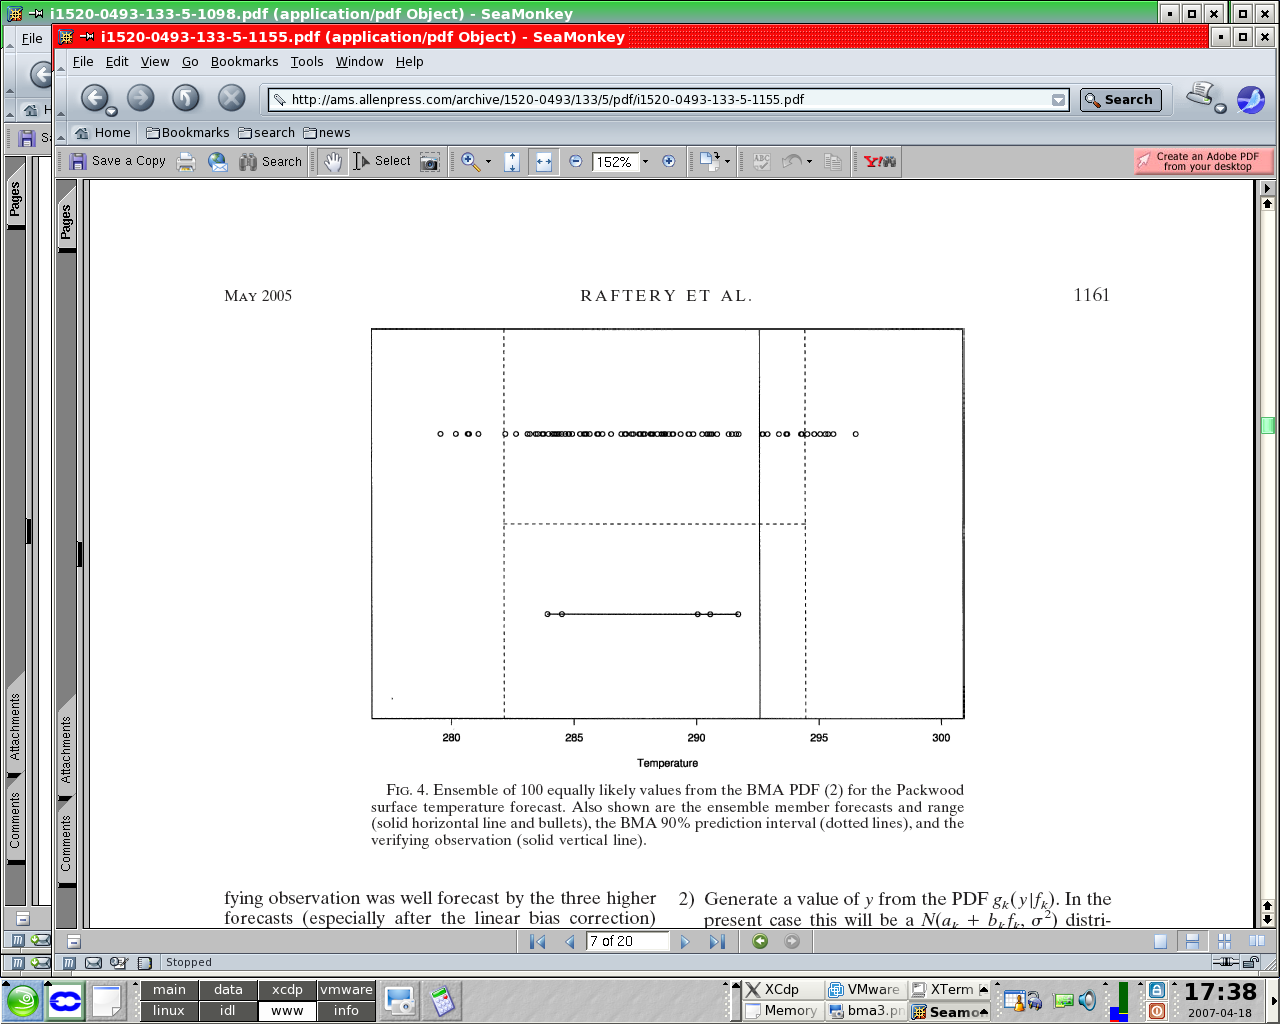 i1520-0493-133-5-1098.pdf (application/pdf Object) - SeaMonkey
i1520-0493-133-5-1155.pdf (application/pdf Object) - SeaMonkey
File
File Edit View Go Bookmarks Tools Window Help
http://ams.allenpress.com/archive/1520-0493/133/5/pdf/i1520-0493-133-5-1155.pdf
Search
Home Bookmarks search news
Save a Copy Search Select 152% Y! Create an Adobe PDF
from your desktop
Pages
Pages
Attachments
Attachments
Comments
Comments
MAY 2005 RAFTERY ET AL. 1161
280 285 290 295 300
Temperature
FIG. 4. Ensemble of 100 equally likely values from the BMA PDF (2) for the Packwood
surface temperature forecast. Also shown are the ensemble member forecasts and range
(solid horizontal line and bullets), the BMA 90% prediction interval (dotted lines), and the
verifying observation (solid vertical line).
fying observation was well forecast by the three higher
forecasts (especially after the linear bias correction)
2) Generate a value of y from the PDF gk(y|fk). In the
present case this will be a N(ak + bkfk, σ2) distri-
7 of 20
Stopped
main data xcdp vmware
linux idl www info
XCdp VMware XTerm
Memory bma3.pn Seamo
17:38
2007-04-18